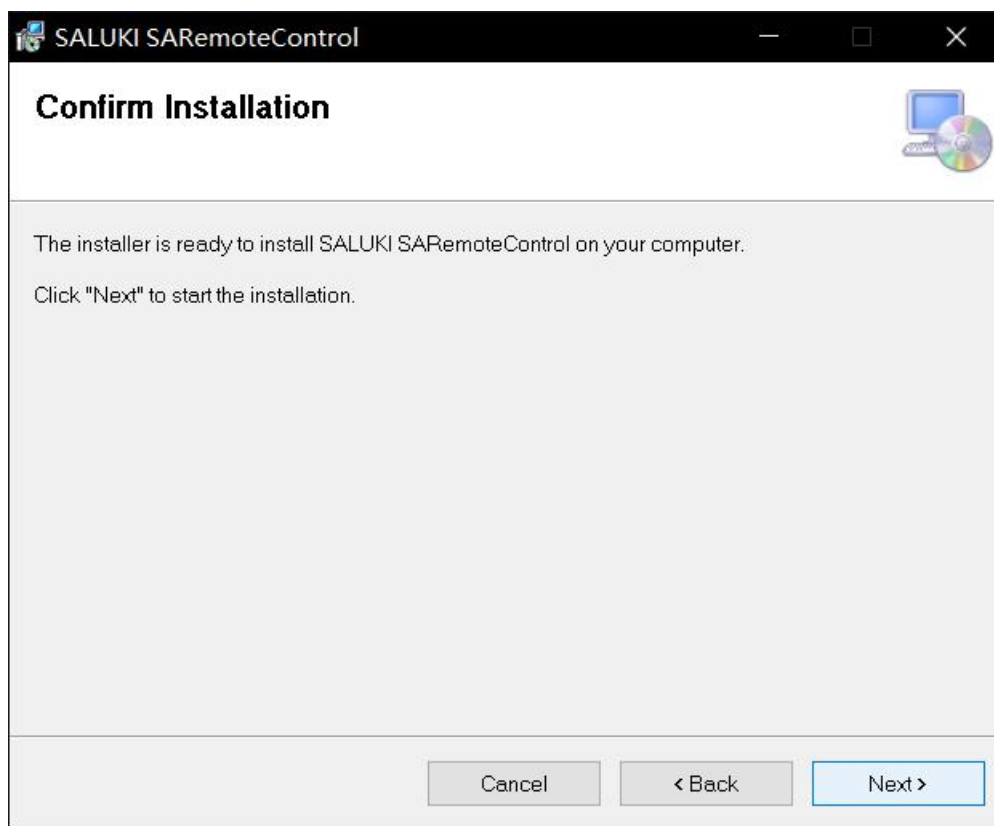 SALUKI SARemoteControl
Confirm Installation
The installer is ready to install SALUKI SARemoteControl on your computer.
Click "Next" to start the installation.
Cancel
< Back
Next >